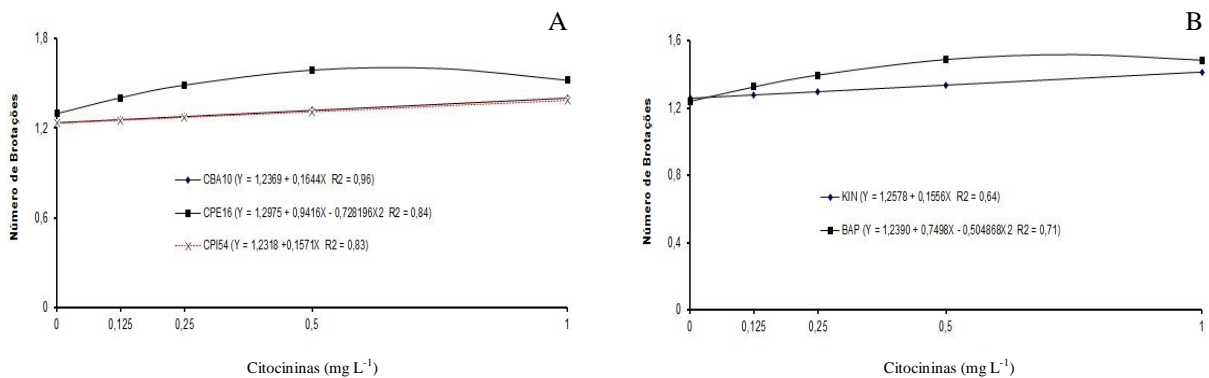 A
Número de Brotações
1,8
1,2
0,6
0
CBA10 (Y = 1,2369 + 0,1644X R2 = 0,96)
CPE16 (Y = 1,2975 + 0,9416X - 0,728196X2 R2 = 0,84)
CPI54 (Y = 1,2318 +0,1571X R2 = 0,83)
0 0,125 0,25 0,5 1
Citocininas (mg L⁻¹)
B
Número de Brotações
1,6
1,2
0,8
0,4
0
KIN (Y = 1,2578 + 0,1556X R2 = 0,64)
BAP (Y = 1,2390 + 0,7498X - 0,504868X2 R2 = 0,71)
0 0,125 0,25 0,5 1
Citocininas (mg L⁻¹)